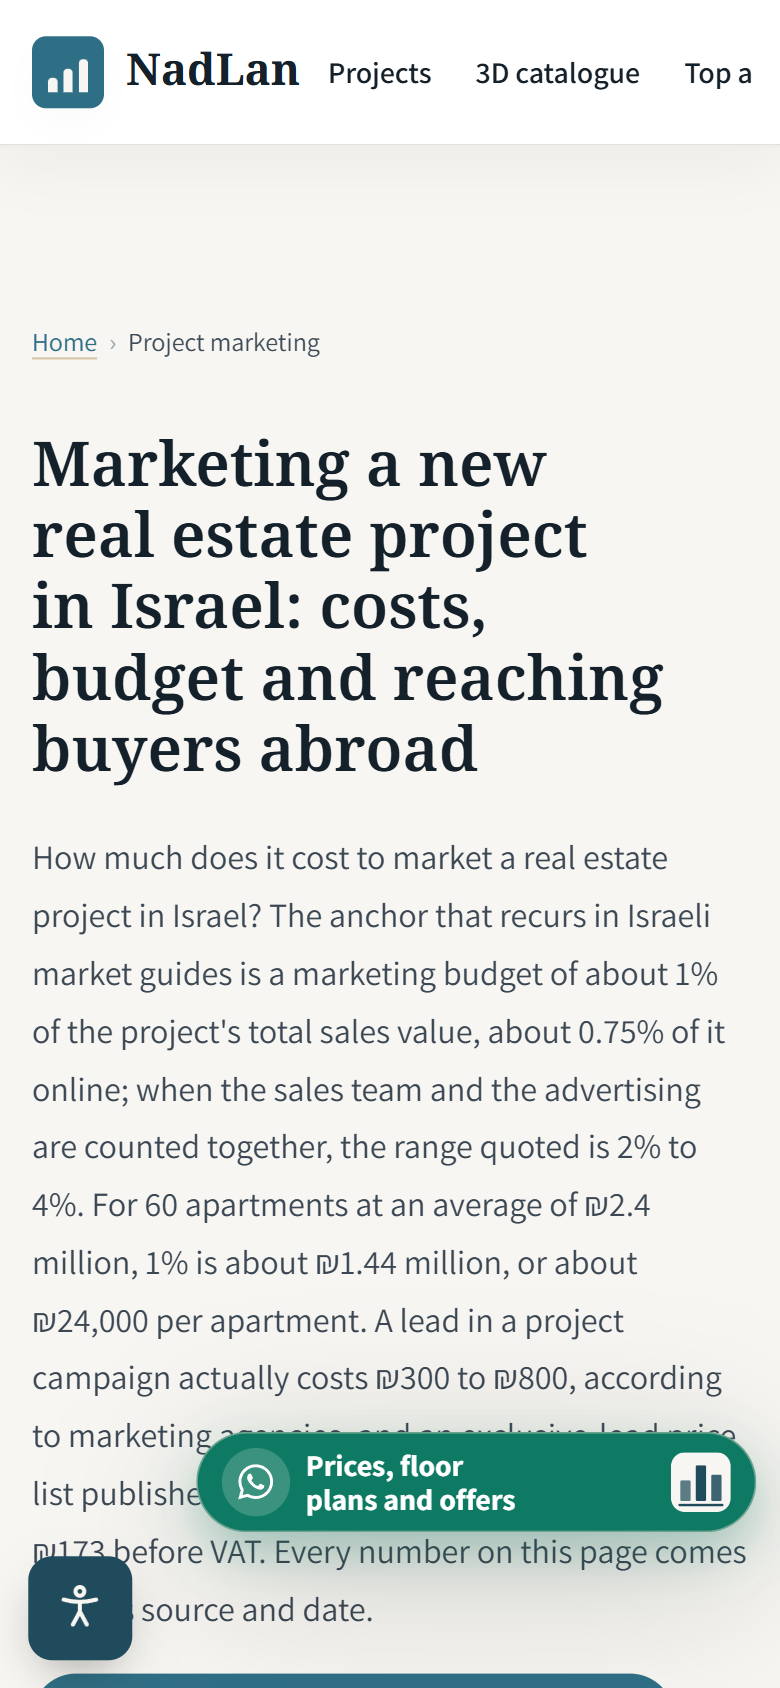 NadLan
Projects
3D catalogue
Top a
Home › Project marketing
Marketing a new
real estate project
in Israel: costs,
budget and reaching
buyers abroad
How much does it cost to market a real estate
project in Israel? The anchor that recurs in Israeli
market guides is a marketing budget of about 1%
of the project's total sales value, about 0.75% of it
online; when the sales team and the advertising
are counted together, the range quoted is 2% to
4%. For 60 apartments at an average of ₪2.4
million, 1% is about ₪1.44 million, or about
₪24,000 per apartment. A lead in a project
campaign actually costs ₪300 to ₪800, according
to marketing agencies, and an exclusive lead price
list
Prices, floor
plans and offers
₪173 before VAT. Every number on this page comes
source and date.